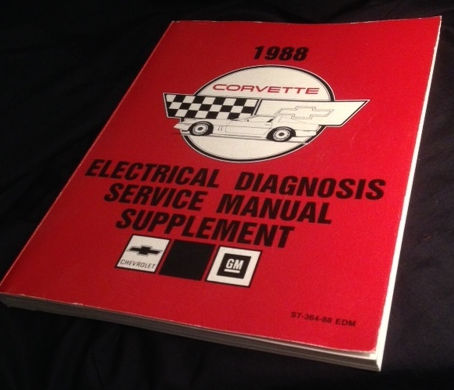 1988
CORVETTE
ELECTRICAL DIAGNOSIS
SERVICE MANUAL
SUPPLEMENT
CHEVROLET
GM
ST-364-88 EDM